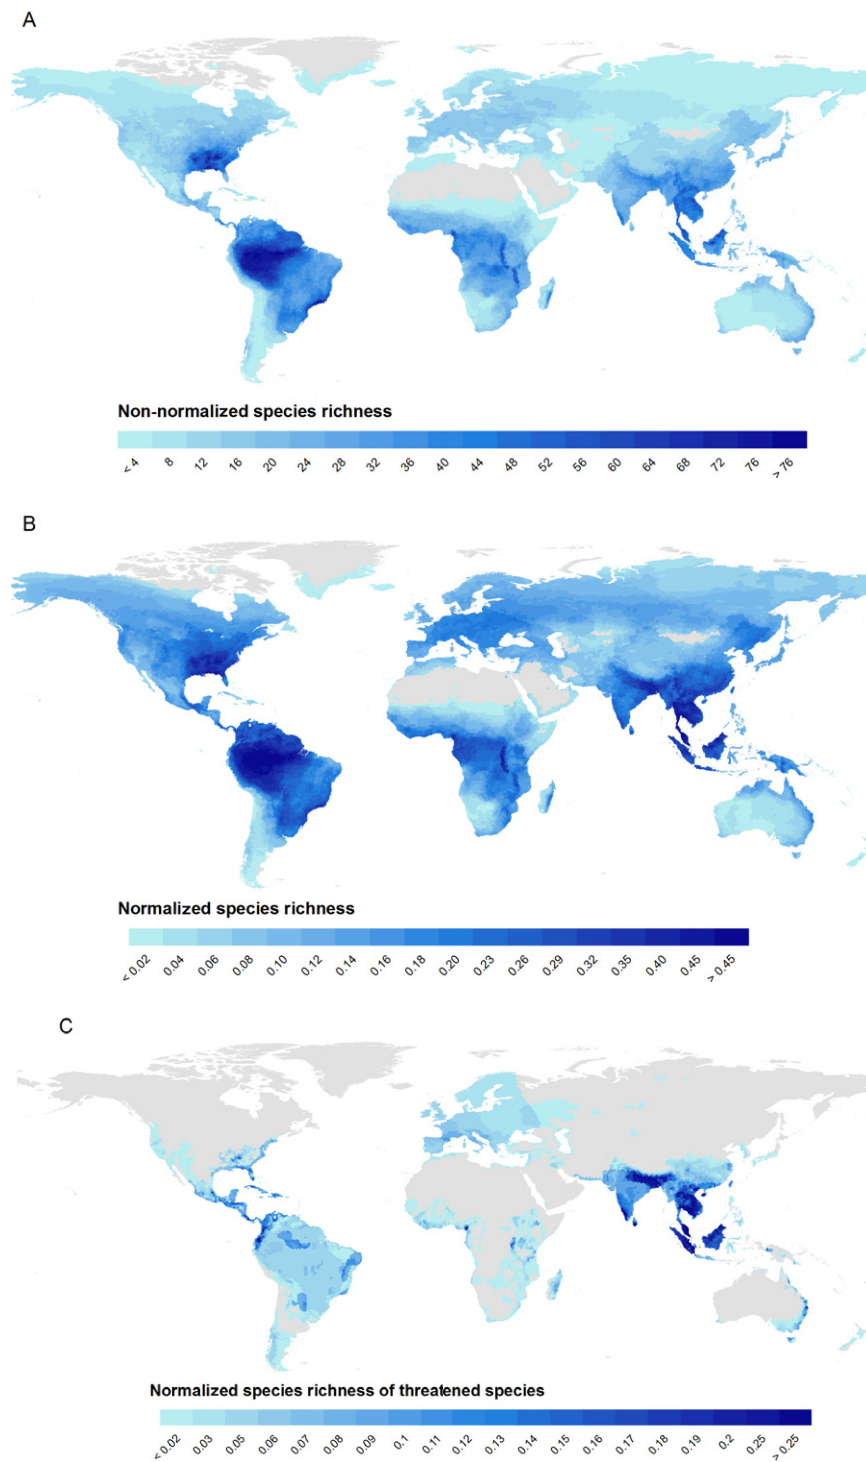 A
Non-normalized species richness
< 4 8 12 16 20 24 28 32 36 40 44 48 52 56 60 64 68 72 76 > 76
B
Normalized species richness
< 0.02 0.04 0.06 0.08 0.10 0.12 0.14 0.16 0.18 0.20 0.23 0.26 0.29 0.32 0.35 0.40 0.45 > 0.45
C
Normalized species richness of threatened species
< 0.02 0.03 0.05 0.06 0.07 0.08 0.09 0.1 0.11 0.12 0.13 0.14 0.15 0.16 0.17 0.18 0.19 0.2 0.25 > 0.25